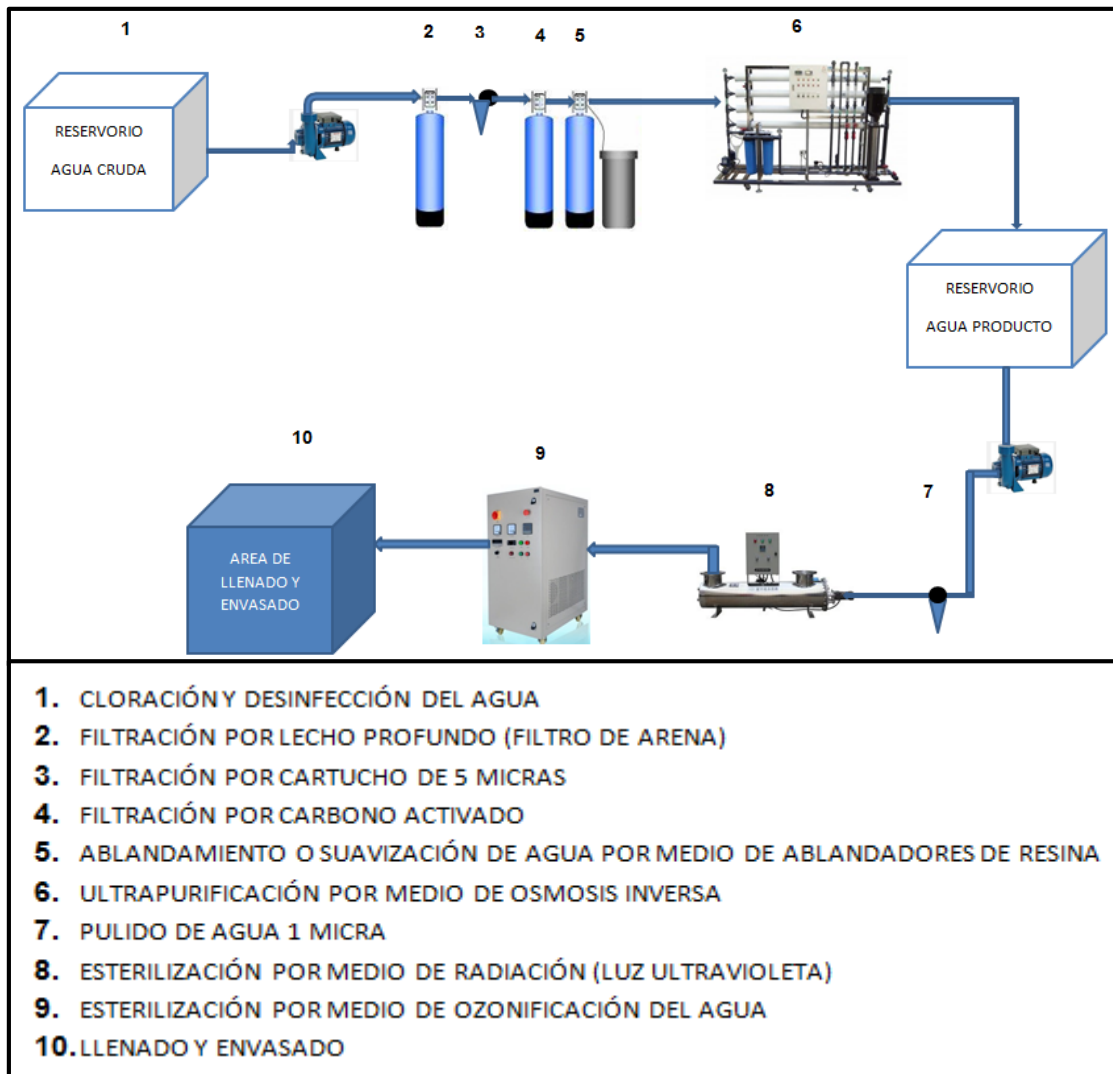 1
2
3
4
5
6
RESERVORIO
AGUA CRUDA
RESERVORIO
AGUA PRODUCTO
10
9
8
7
AREA DE
LLENADO Y
ENVASADO
1. CLORACIÓN Y DESINFECCIÓN DEL AGUA
2. FILTRACIÓN POR LECHO PROFUNDO (FILTRO DE ARENA)
3. FILTRACIÓN POR CARTUCHO DE 5 MICRAS
4. FILTRACIÓN POR CARBONO ACTIVADO
5. ABLANDAMIENTO O SUAVIZACIÓN DE AGUA POR MEDIO DE ABLANDADORES DE RESINA
6. ULTRAPURIFICACIÓN POR MEDIO DE OSMOSIS INVERSA
7. PULIDO DE AGUA 1 MICRA
8. ESTERILIZACIÓN POR MEDIO DE RADIACIÓN (LUZ ULTRAVIOLETA)
9. ESTERILIZACIÓN POR MEDIO DE OZONIFICACIÓN DEL AGUA
10. LLENADO Y ENVASADO